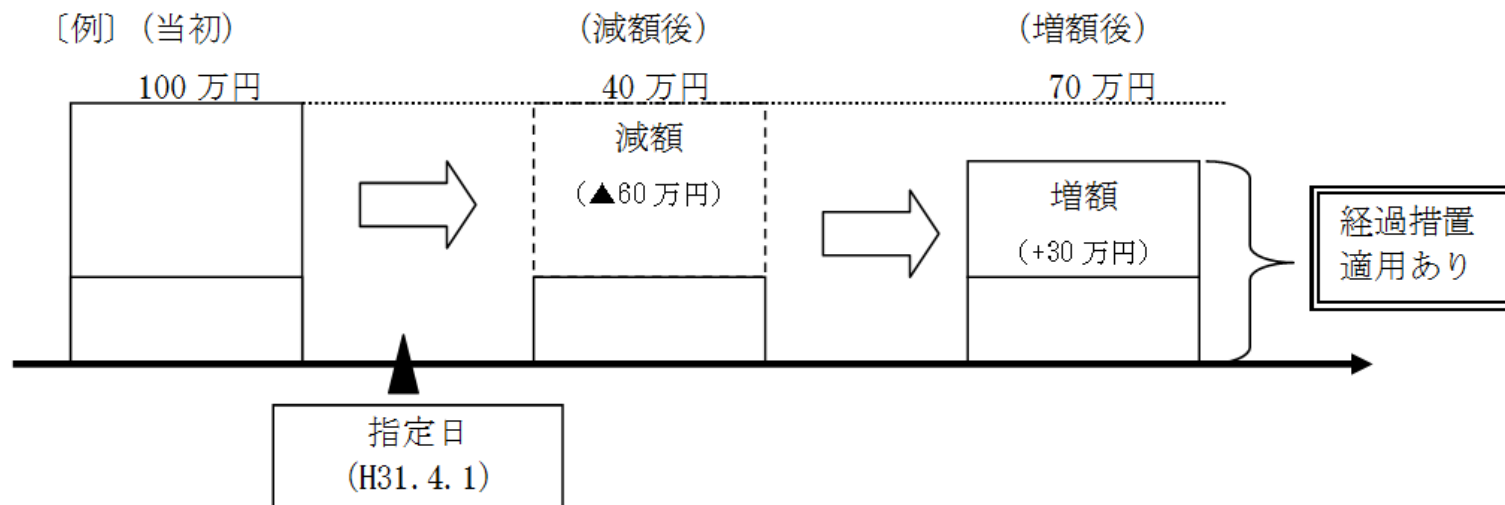 〔例〕(当初)
(減額後)
(増額後)
100 万円
40 万円
70 万円
減額
(▲60 万円)
増額
(+30 万円)
経過措置
適用あり
指定日
(H31.4.1)